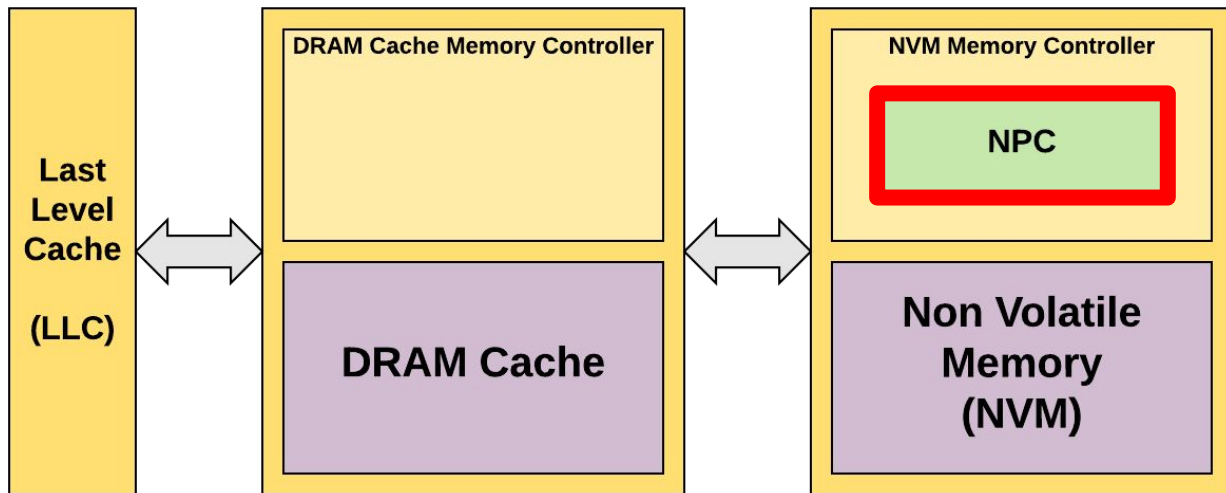 Last
Level
Cache
(LLC)
DRAM Cache Memory Controller
DRAM Cache
NVM Memory Controller
NPC
Non Volatile
Memory
(NVM)